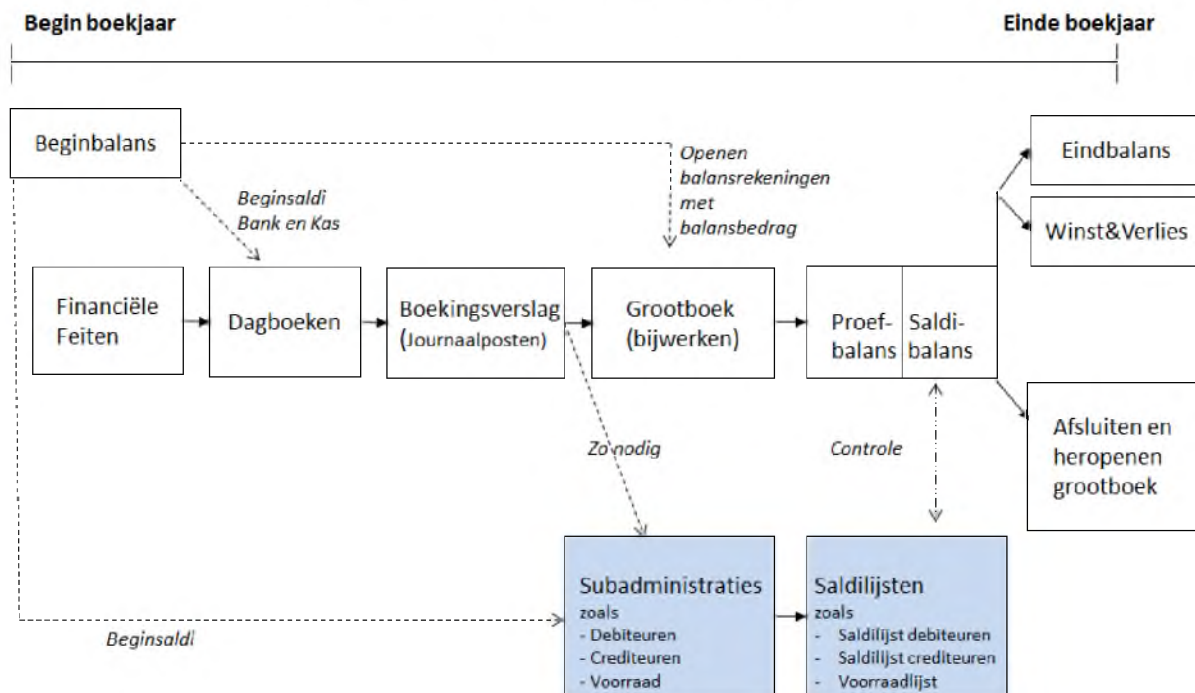 Begin boekjaar
Einde boekjaar
Beginbalans
Openen
balansrekeningen
met
balansbedrag
Eindbalans
Beginsaldi
Bank en Kas
Winst&Verlies
Financiële
Feiten
Dagboeken
Boekingsverslag
(Journaalposten)
Grootboek
(bijwerken)
Proef-
balans
Saldi-
balans
Zo nodig
Controle
Afsluiten en
heropenen
grootboek
Subadministraties
zoals
- Debiteuren
- Crediteuren
- Voorraad
Saldilijsten
zoals
- Saldilijst debiteuren
- Saldilijst crediteuren
- Voorraadlijst
Beginsaldi